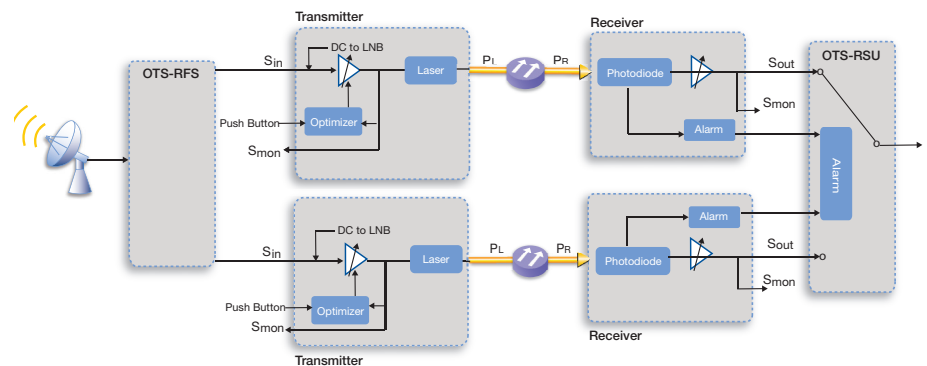 Transmitter
Receiver
DC to LNB
Sin
OTS-RFS
Laser
PL
PR
Photodiode
Sout
OTS-RSU
Smon
Push Button
Optimizer
Alarm
Smon
Alarm
DC to LNB
Sin
Laser
PL
PR
Alarm
Photodiode
Sout
Smon
Push Button
Optimizer
Smon
Transmitter
Receiver